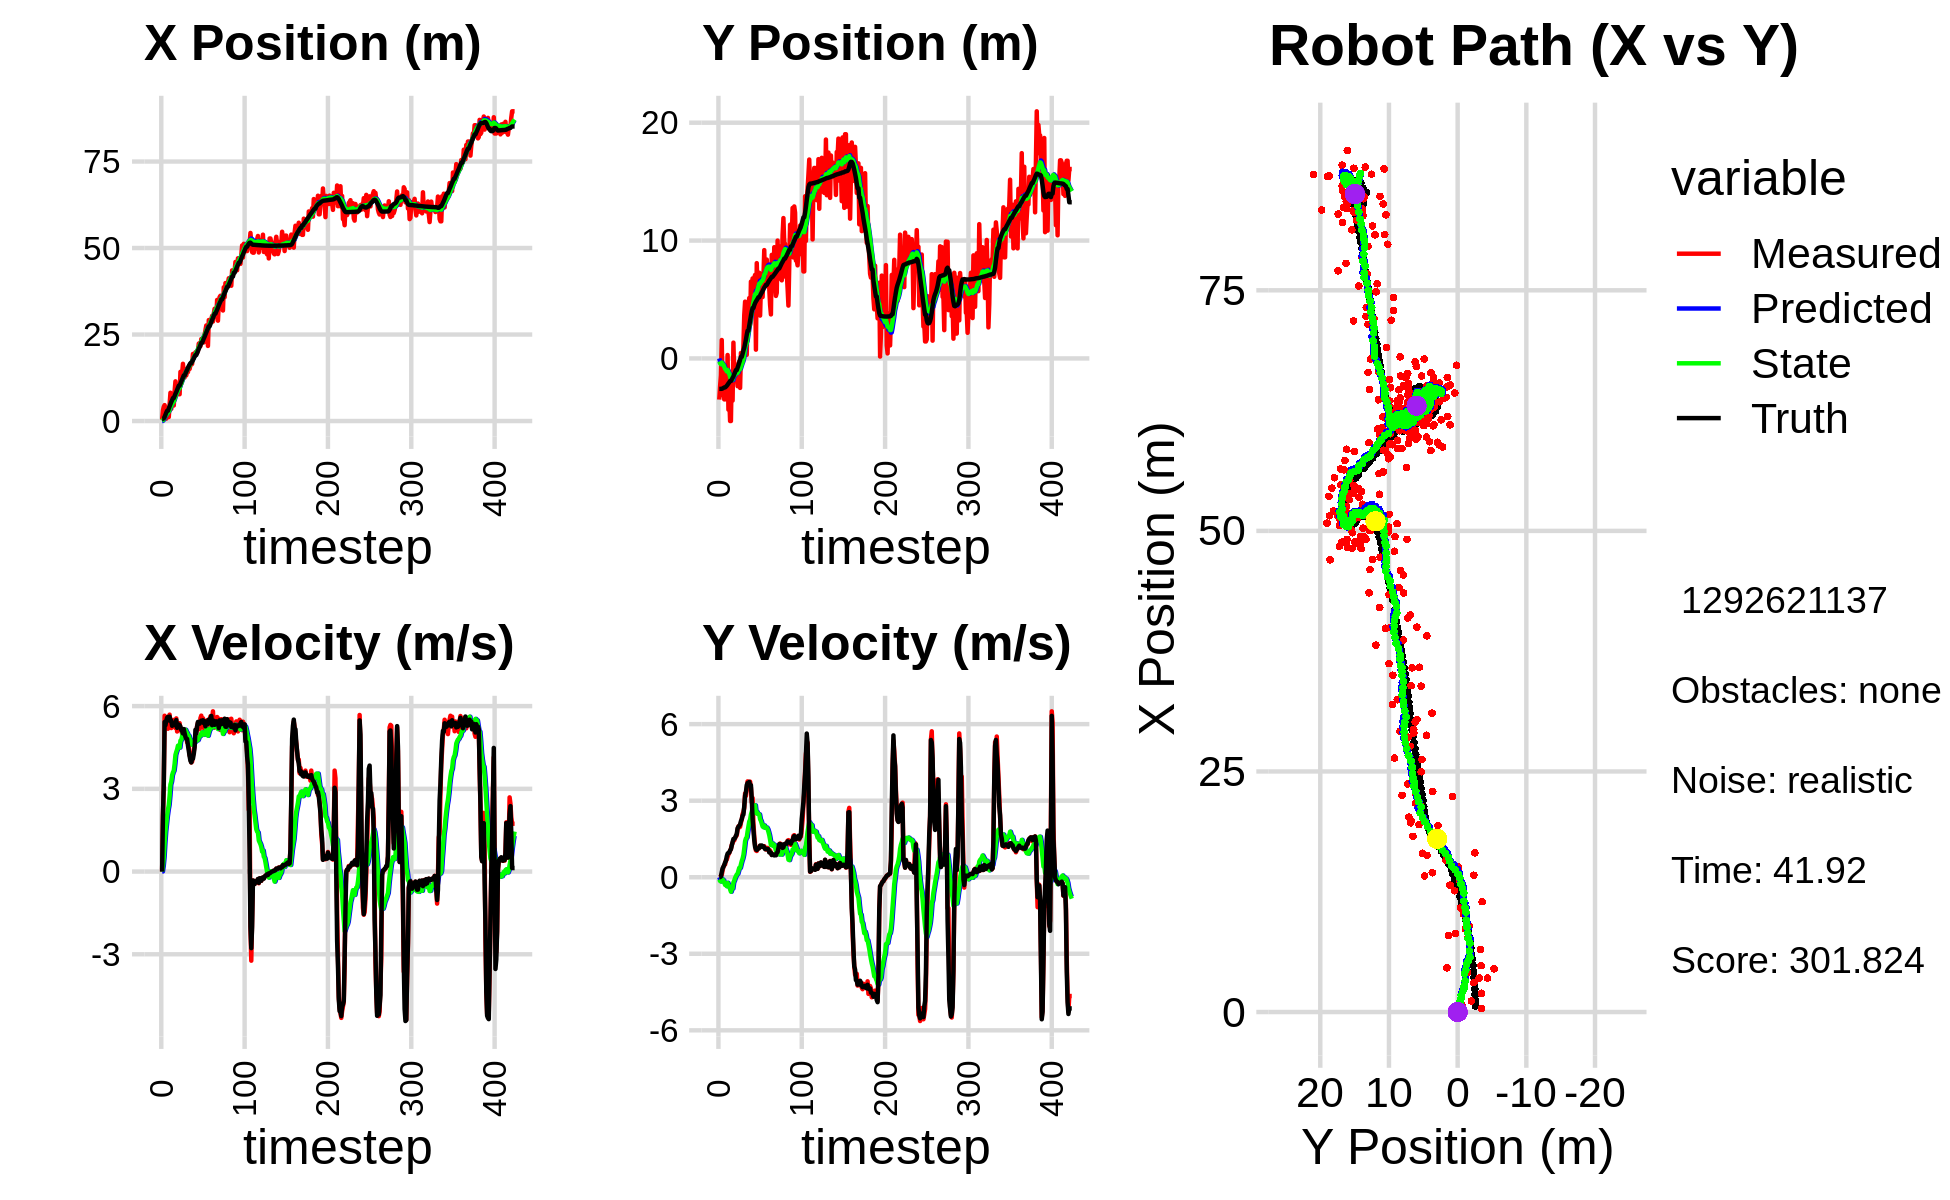 X Position (m)
75
50
25
0
0
100
200
300
400
timestep
Y Position (m)
20
10
0
0
100
200
300
400
timestep
X Velocity (m/s)
6
3
0
-3
0
100
200
300
400
timestep
Y Velocity (m/s)
6
3
0
-3
-6
0
100
200
300
400
timestep
Robot Path (X vs Y)
X Position (m)
75
50
25
0
20 10 0 -10 -20
Y Position (m)
variable
Measured
Predicted
State
Truth
1292621137
Obstacles: none
Noise: realistic
Time: 41.92
Score: 301.824